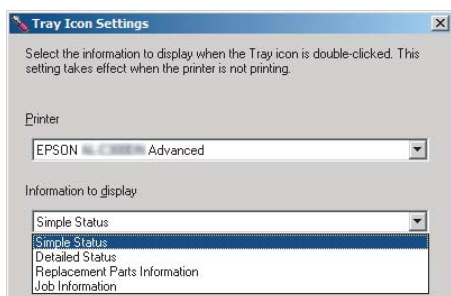 Tray Icon Settings
Select the information to display when the Tray icon is double-clicked. This
setting takes effect when the printer is not printing.
Printer
EPSON Advanced
Information to display
Simple Status
Simple Status
Detailed Status
Replacement Parts Information
Job Information